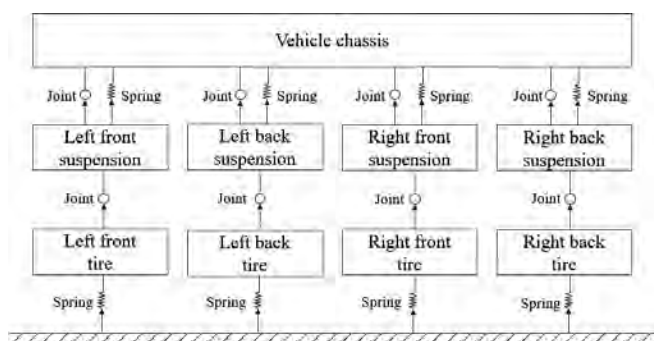 Vehicle chassis
Joint Spring Joint Spring Joint Spring Joint Spring
Left front suspension
Left back suspension
Right front suspension
Right back suspension
Joint Joint Joint Joint
Left front tire
Left back tire
Right front tire
Right back tire
Spring Spring Spring Spring